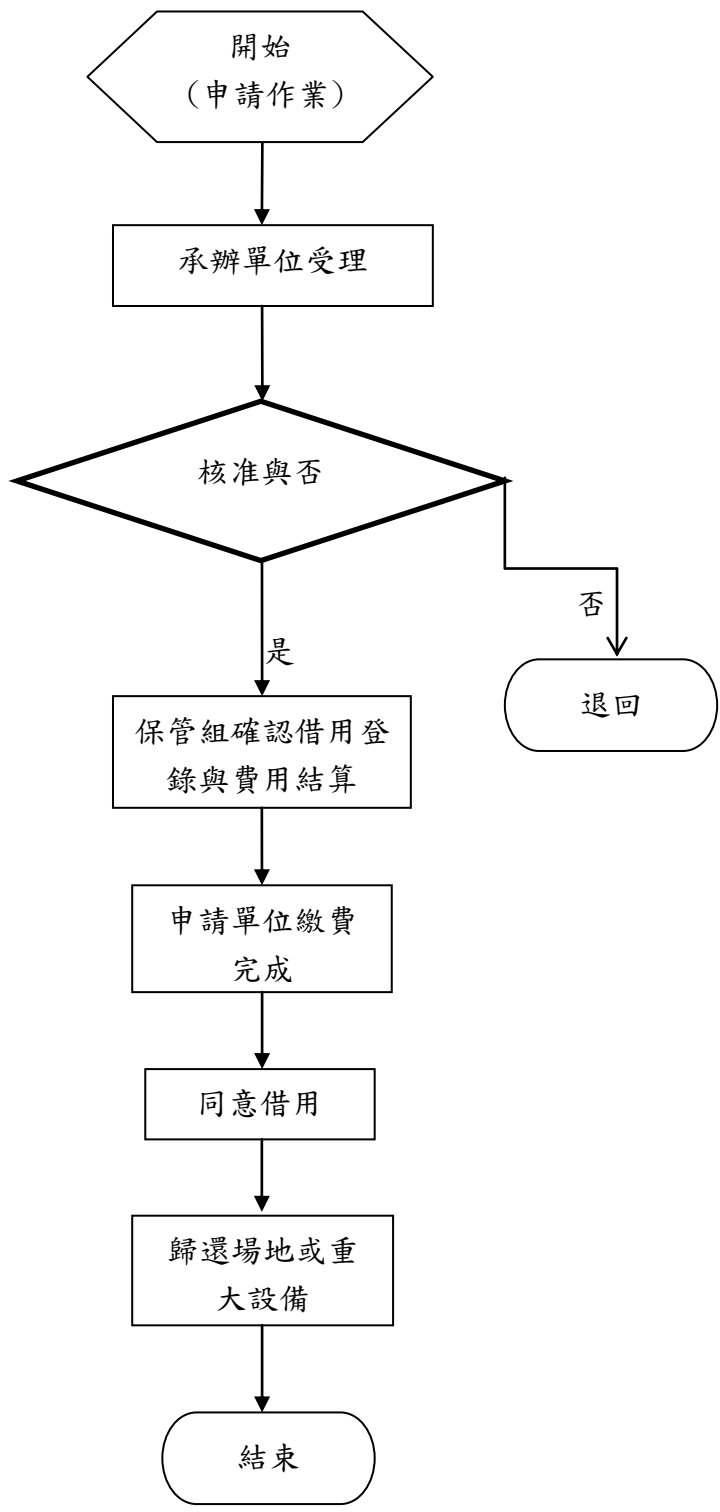 開始
（申請作業）
承辦單位受理
核准與否
否
是
退回
保管組確認借用登
錄與費用結算
申請單位繳費
完成
同意借用
歸還場地或重
大設備
結束